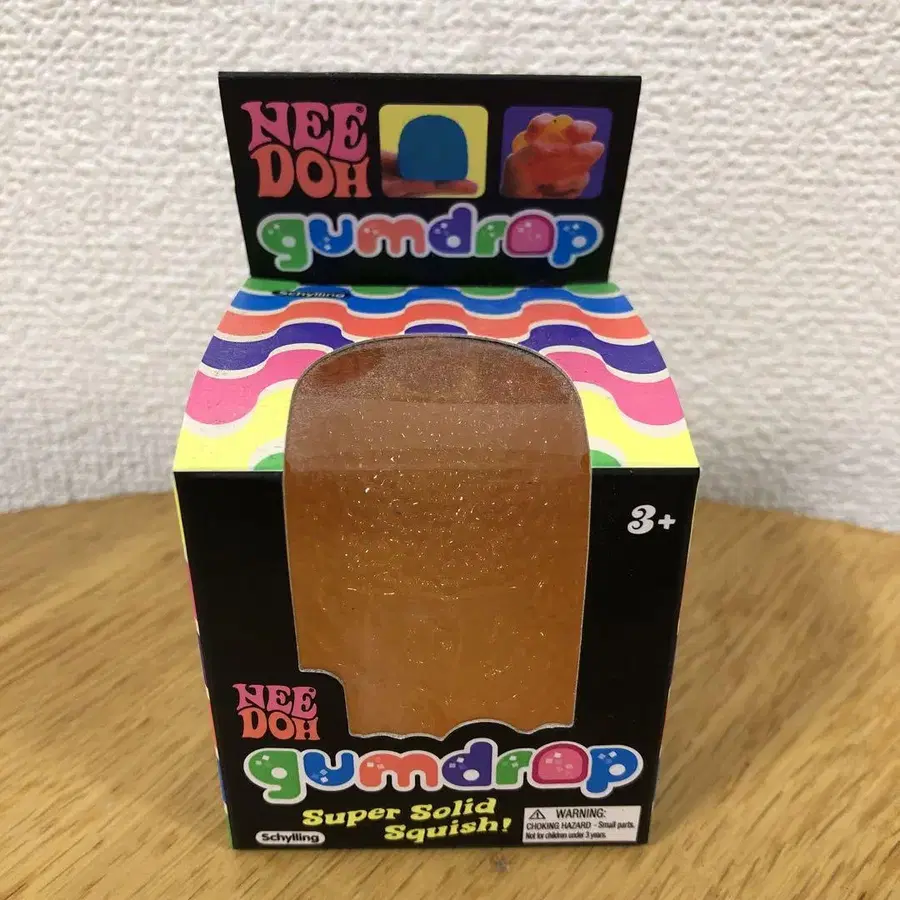 NEE
DOH
gumdrop
Schylling
3+
NEE
DOH
gumdrop
Super Solid
Squish!
Schylling
WARNING:
CHOKING HAZARD - Small parts.
Not for children under 3 years.